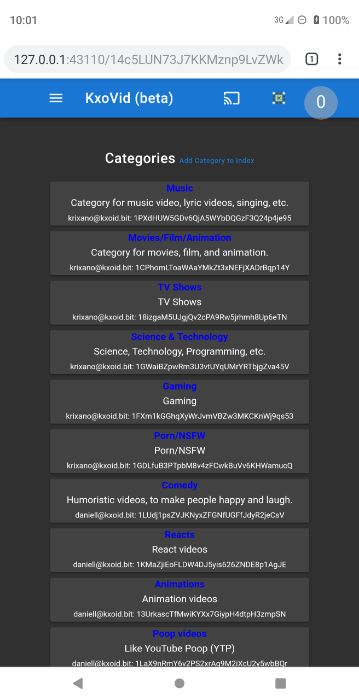 10:01
3G
100%
127.0.0.1:43110/14c5LUN73J7KKMznp9LvZWk
1
KxoVid (beta)
0
Categories Add Category to Index
Music
Category for music video, lyric videos, singing, etc.
krixano@kxoid.bit: 1PXdHUW5GDv6QjA5WYbDQGzF3Q24p4je95
Movies/Film/Animation
Category for movies, film, and animation.
krixano@kxoid.bit: 1CPhomLToaWAaYMkZt3xNEFjXADrBqp14Y
TV Shows
TV Shows
krixano@kxoid.bit: 18izgaM5UJgjQv2cPA9Rw5jrhmh8Up6eTN
Science & Technology
Science, Technology, Programming, etc.
krixano@kxoid.bit: 1GWaiBZpwRm3U3vtUYqUMrYRTbjgZva45V
Gaming
Gaming
krixano@kxoid.bit: 1FXm1kGGhqXyWrJvmVBZw3MKCKnWj9qs53
Porn/NSFW
Porn/NSFW
krixano@kxoid.bit: 1GDLfuB3PTpbM8v4zFCwkBuVv6KHWamucQ
Comedy
Humoristic videos, to make people happy and laugh.
daniell@kxoid.bit: 1LUdj1psZVJKNyxZFGNfUGFfJdyR2jeCsV
Reacts
React videos
daniell@kxoid.bit: 1KMaZjiEoFLDW4DJ5yis626ZNDE8p1AgJE
Animations
Animation videos
daniell@kxoid.bit: 13UrkascTfMwiKYXx7GiypH4dtpH3zmpSN
Poop videos
Like YouTube Poop (YTP)
daniell@kxoid.bit: 1LaX9nRmY6v2PS2xrAq9M2iXcU2y5wbBQr